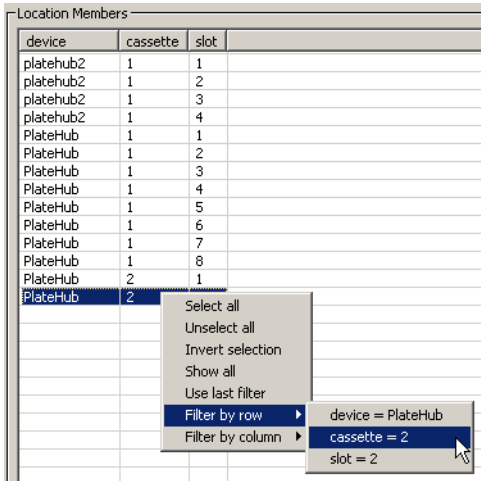 Location Members
device cassette slot
platehub2 1 1
platehub2 1 2
platehub2 1 3
platehub2 1 4
PlateHub 1 1
PlateHub 1 2
PlateHub 1 3
PlateHub 1 4
PlateHub 1 5
PlateHub 1 6
PlateHub 1 7
PlateHub 1 8
PlateHub 2 1
PlateHub 2
Select all
Unselect all
Invert selection
Show all
Use last filter
Filter by row
Filter by column
device = PlateHub
cassette = 2
slot = 2